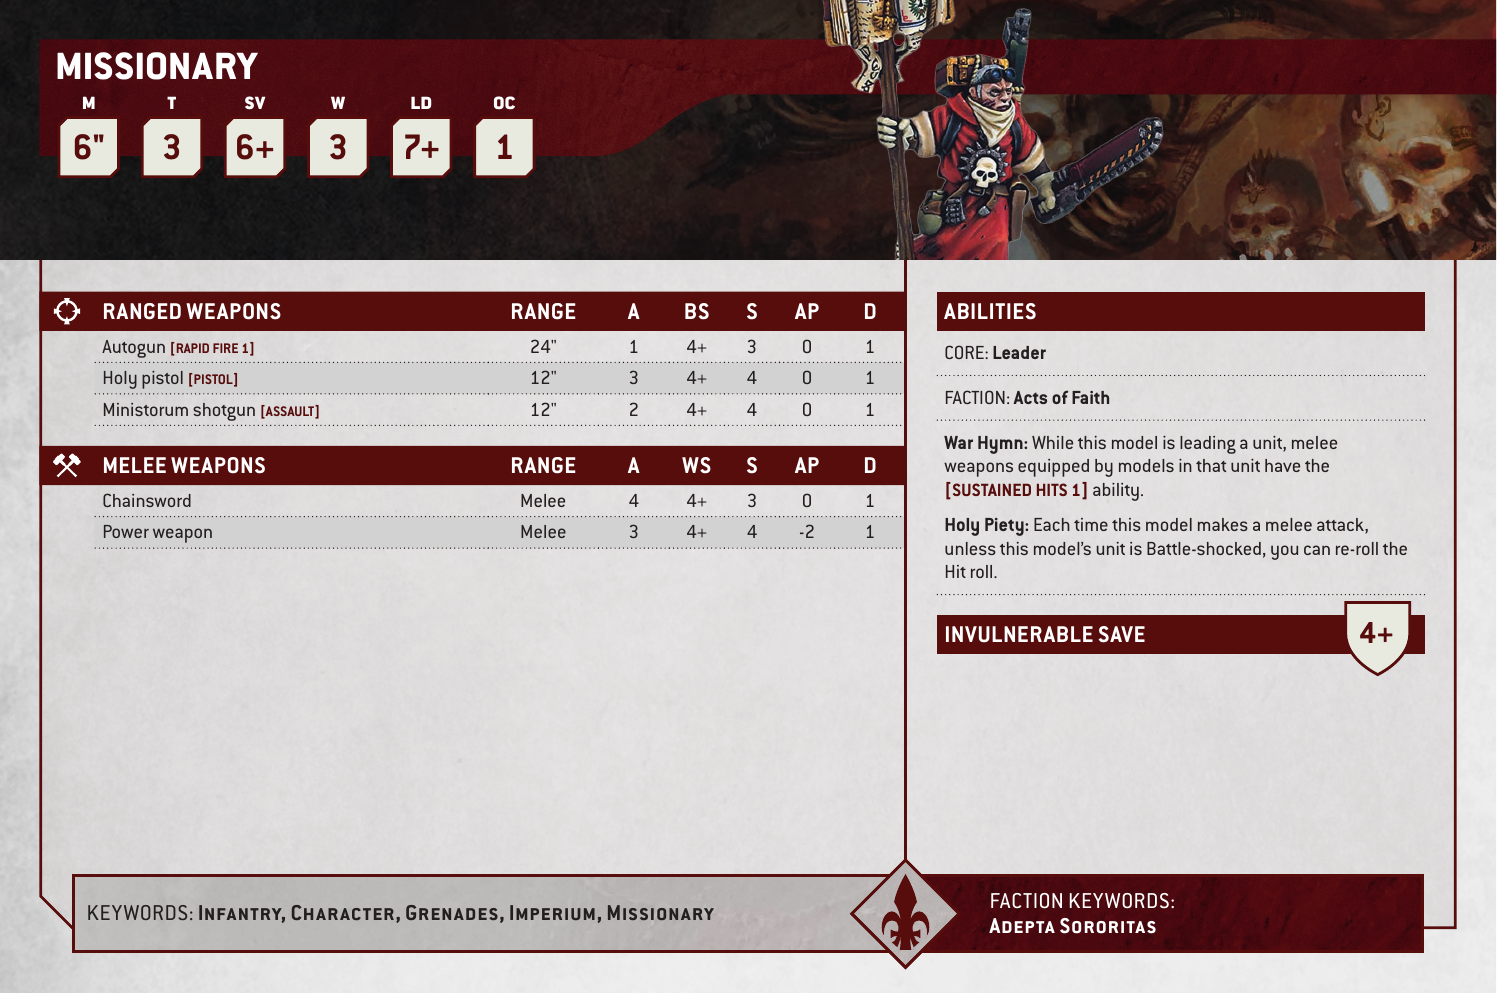 MISSIONARY
M T SV W LD OC
6" 3 6+ 3 7+ 1
RANGED WEAPONS RANGE A BS S AP D
Autogun [RAPID FIRE 1] 24" 1 4+ 3 0 1
Holy pistol [PISTOL] 12" 3 4+ 4 0 1
Ministorum shotgun [ASSAULT] 12" 2 4+ 4 0 1
MELEE WEAPONS RANGE A WS S AP D
Chainsword Melee 4 4+ 3 0 1
Power weapon Melee 3 4+ 4 -2 1
ABILITIES
CORE: Leader
FACTION: Acts of Faith
War Hymn: While this model is leading a unit, melee
weapons equipped by models in that unit have the
[SUSTAINED HITS 1] ability.
Holy Piety: Each time this model makes a melee attack,
unless this model's unit is Battle-shocked, you can re-roll the
Hit roll.
INVULNERABLE SAVE 4+
KEYWORDS: INFANTRY, CHARACTER, GRENADES, IMPERIUM, MISSIONARY
FACTION KEYWORDS:
ADEPTA SORORITAS